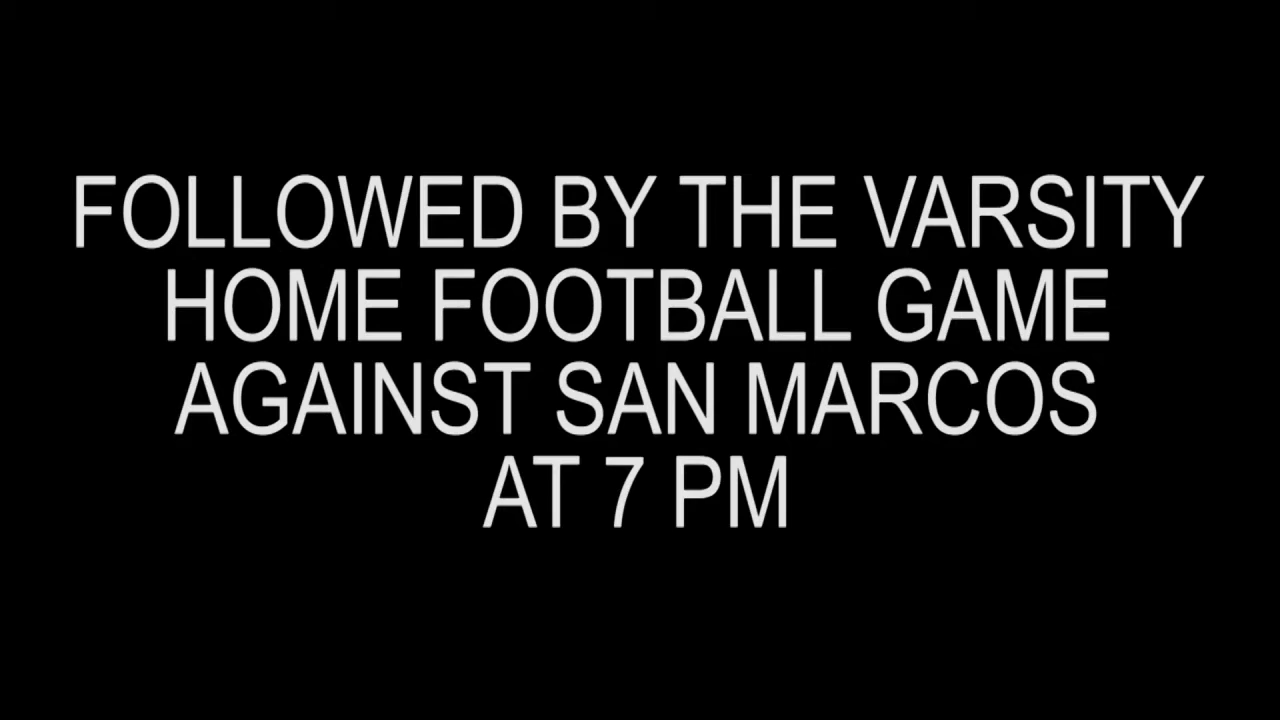 FOLLOWED BY THE VARSITY
HOME FOOTBALL GAME
AGAINST SAN MARCOS
AT 7 PM